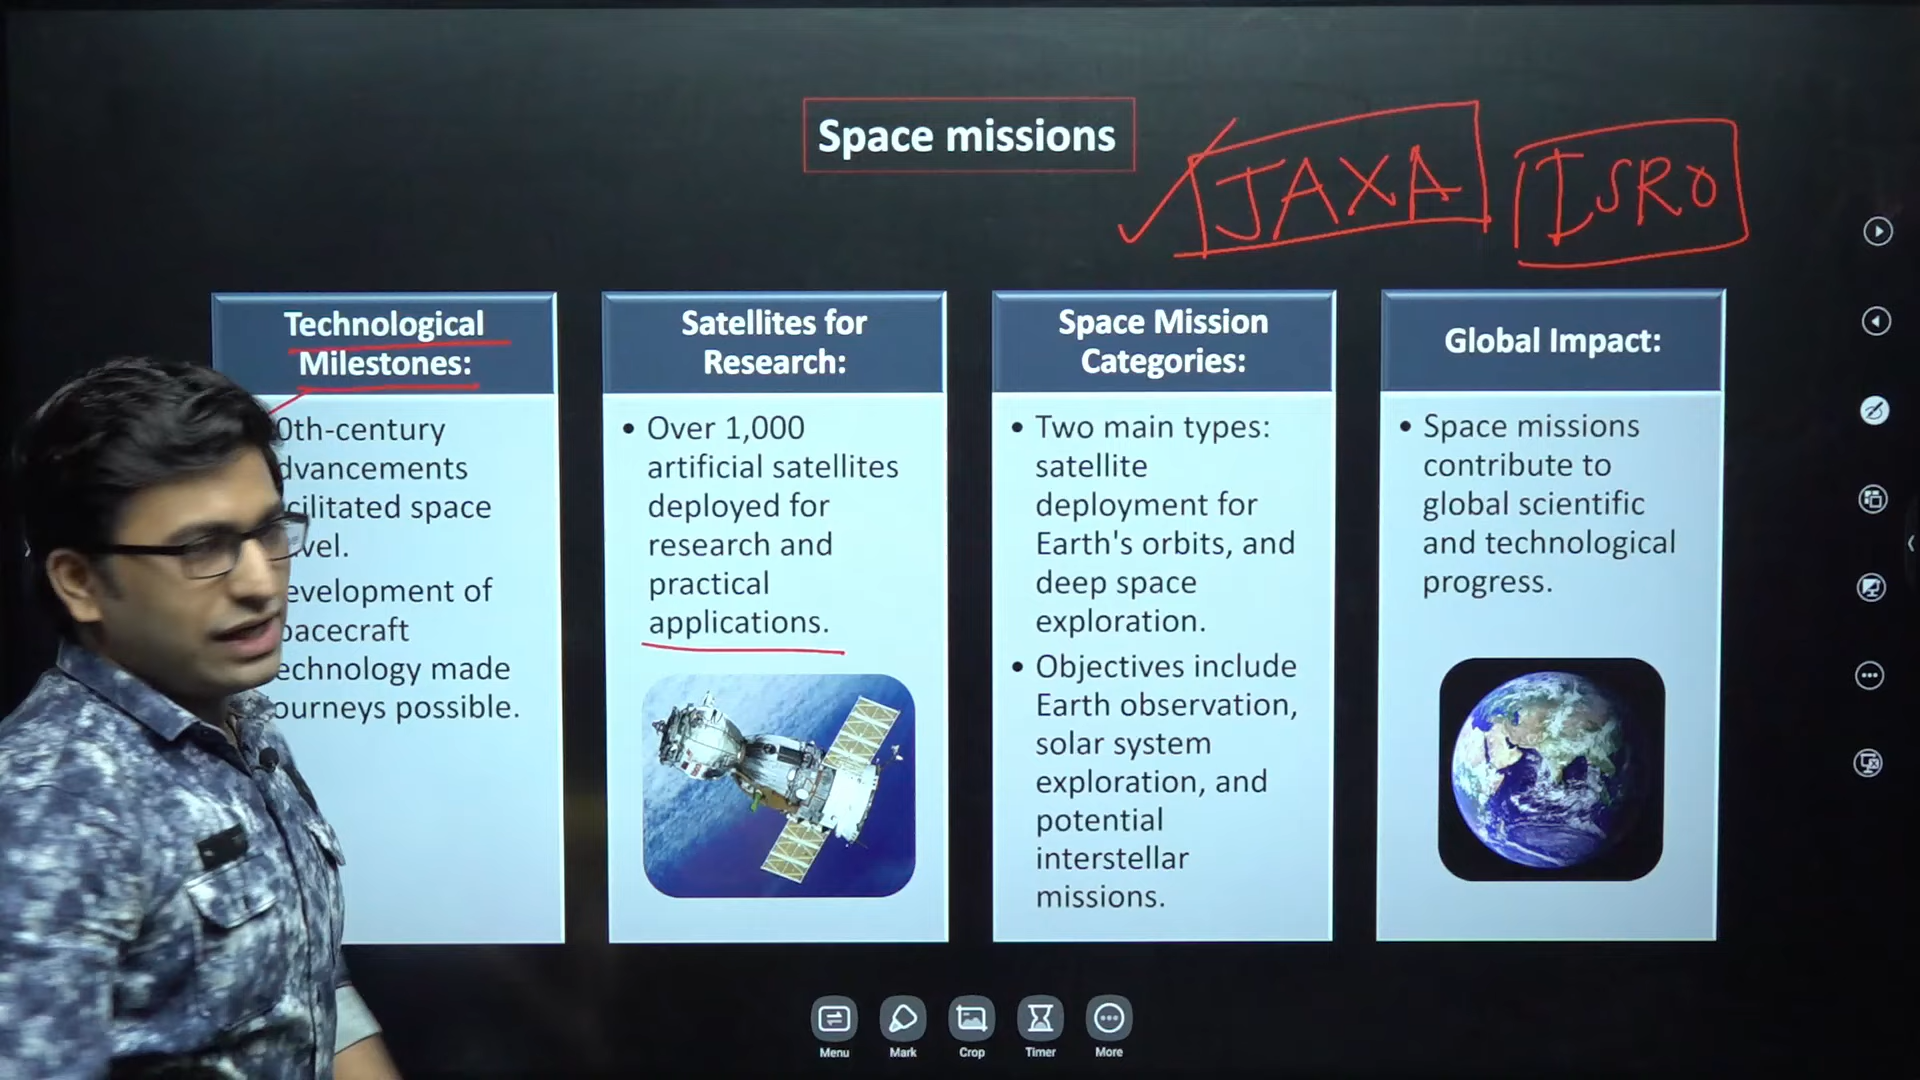 Space missions
JAXA
ISRO
Technological
Milestones:
0th-century
dvancements
cilitated space
vel.
evelopment of
pacecraft
echnology made
ourneys possible.
Satellites for
Research:
• Over 1,000
artificial satellites
deployed for
research and
practical
applications.
Space Mission
Categories:
• Two main types:
satellite
deployment for
Earth's orbits, and
deep space
exploration.
• Objectives include
Earth observation,
solar system
exploration, and
potential
interstellar
missions.
Global Impact:
• Space missions
contribute to
global scientific
and technological
progress.
Menu
Mark
Crop
Timer
More